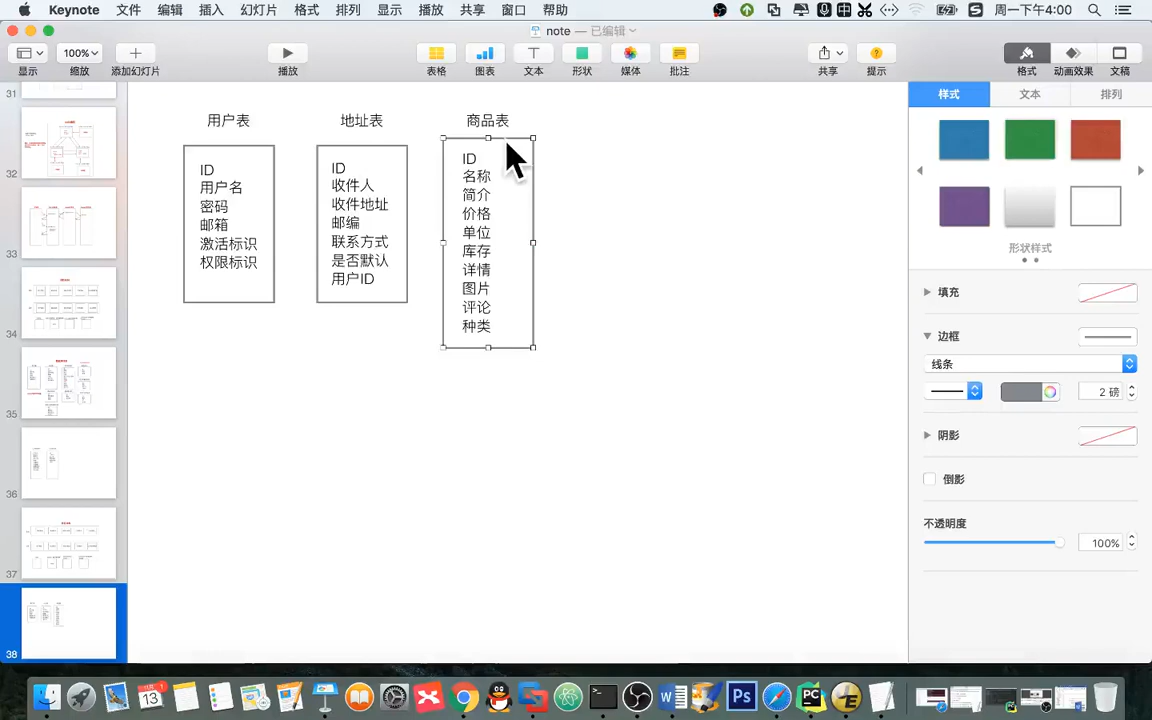 Keynote 文件 编辑 插入 幻灯片 格式 排列 显示 播放 共享 窗口 帮助 周一下午4:00
note — 已编辑
100%
显示 缩放 添加幻灯片 播放 表格 图表 文本 形状 媒体 批注 共享 提示 格式 动画效果 文稿
31
32
33
34
35
36
37
38
用户表
ID
用户名
密码
邮箱
激活标识
权限标识
地址表
ID
收件人
收件地址
邮编
联系方式
是否默认
用户ID
商品表
ID
名称
简介
价格
单位
库存
详情
图片
评论
种类
样式 文本 排列
形状样式
填充
边框
线条
2 磅
阴影
倒影
不透明度
100%
13
W
Ps
PC